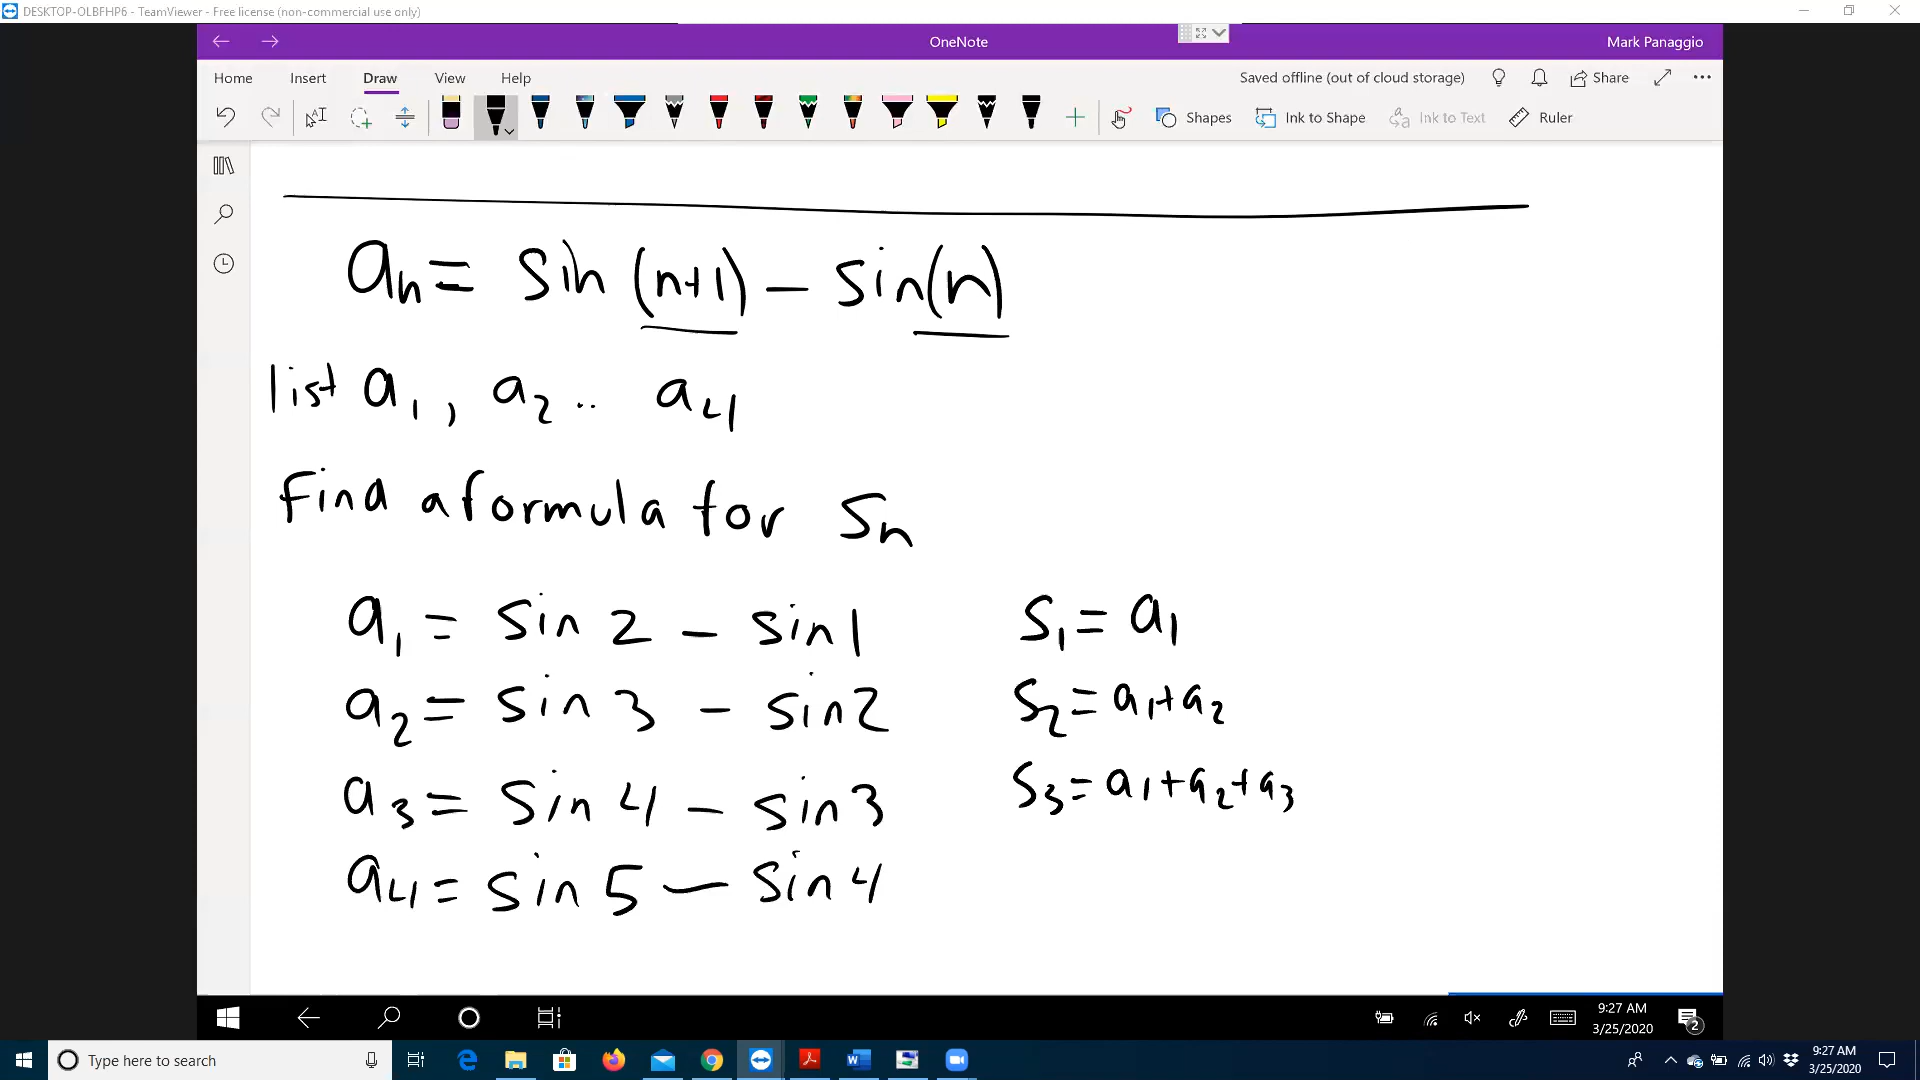 DESKTOP-OLBFHP6 - TeamViewer - Free license (non-commercial use only)
OneNote
Mark Panaggio
Home Insert Draw View Help
Saved offline (out of cloud storage)
Share
Shapes Ink to Shape Ink to Text Ruler
aₙ = sin (n+1) - sin(n)
list a₁, a₂ .. a₄
Find a formula for Sₙ
a₁ = sin 2 - sin 1
S₁ = a₁
a₂ = sin 3 - sin 2
S₂ = a₁+a₂
a₃ = sin 4 - sin 3
S₃ = a₁+a₂+a₃
a₄ = sin 5 - sin 4
9:27 AM
3/25/2020
2
Type here to search
9:27 AM
3/25/2020